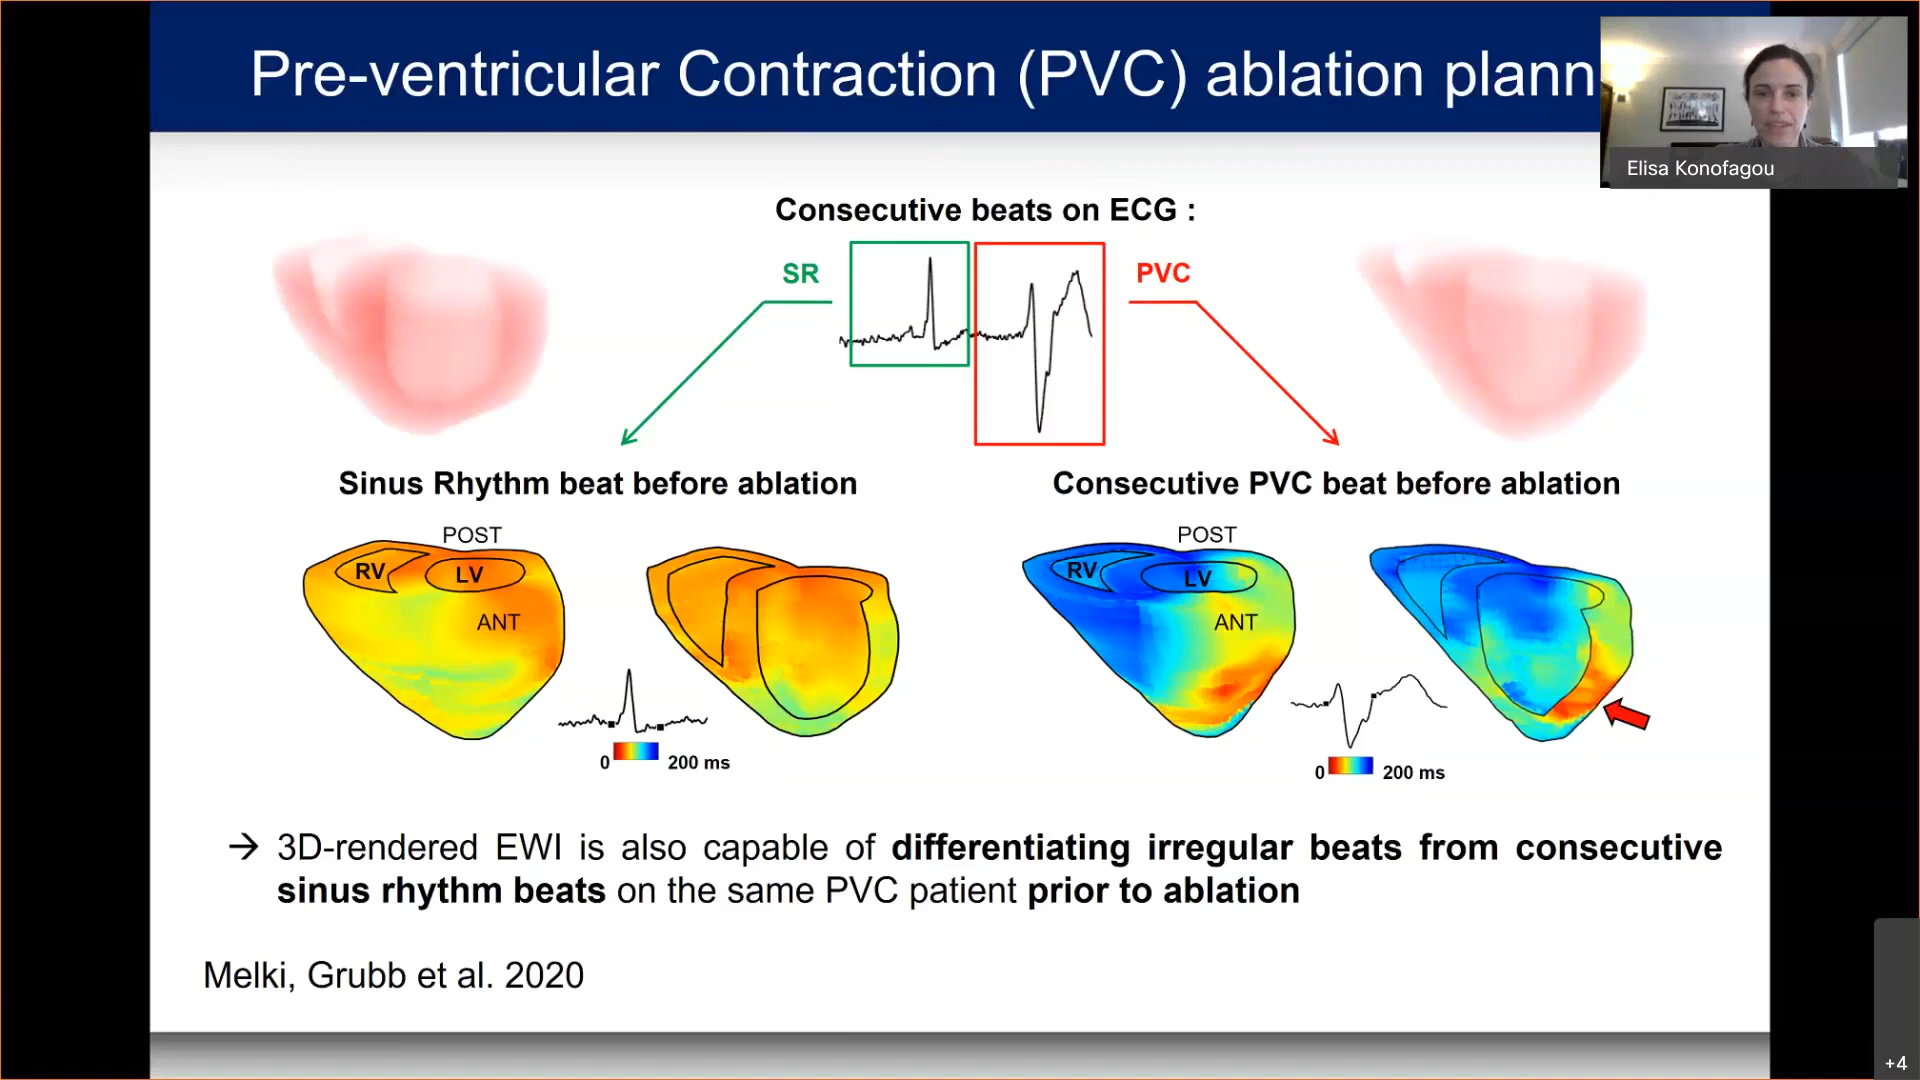 Pre-ventricular Contraction (PVC) ablation plann
Elisa Konofagou
Consecutive beats on ECG :
SR
PVC
Sinus Rhythm beat before ablation
Consecutive PVC beat before ablation
POST
RV
LV
ANT
0
200 ms
POST
RV
LV
ANT
0
200 ms
→ 3D-rendered EWI is also capable of differentiating irregular beats from consecutive
sinus rhythm beats on the same PVC patient prior to ablation
Melki, Grubb et al. 2020
+4